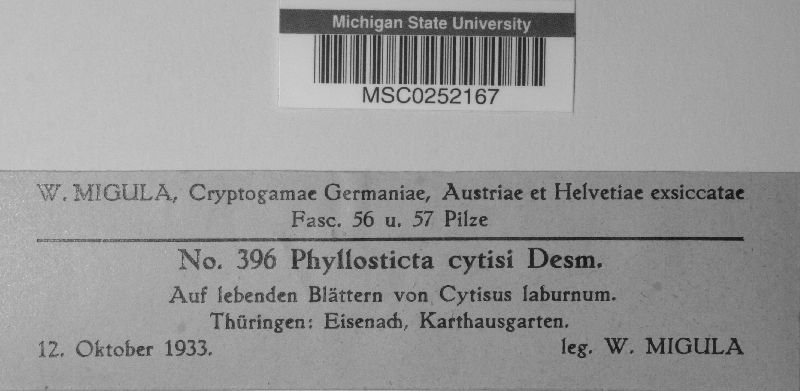 Michigan State University
MSC0252167
W. MIGULA, Cryptogamae Germaniae, Austriae et Helvetiae exsiccatae
Fasc. 56 u. 57 Pilze
No. 396 Phyllosticta cytisi Desm.
Auf lebenden Blättern von Cytisus laburnum.
Thüringen: Eisenach, Karthausgarten.
12. Oktober 1933. leg. W. MIGULA